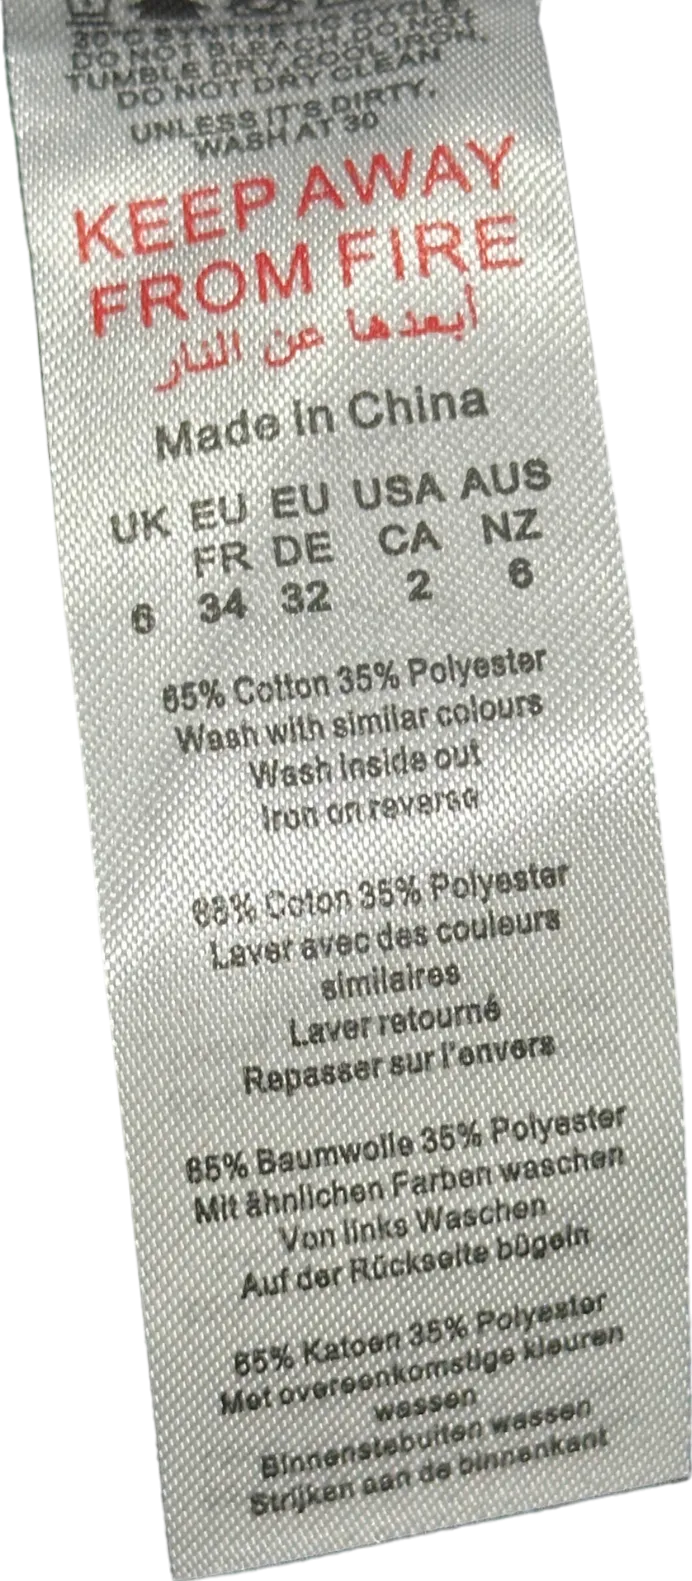 30°C SYNTHETIC CYCLE
DO NOT BLEACH, DO NOT
TUMBLE DRY, COOL IRON,
DO NOT DRY CLEAN
UNLESS IT'S DIRTY,
WASH AT 30
KEEP AWAY
FROM FIRE
أبعدها عن النار
Made In China
UK EU EU USA AUS
FR DE CA NZ
6 34 32 2 6
65% Cotton 35% Polyester
Wash with similar colours
Wash inside out
Iron on reverse
65% Coton 35% Polyester
Laver avec des couleurs
similaires
Laver retourné
Repasser sur l'envers
65% Baumwolle 35% Polyester
Mit ähnlichen Farben waschen
Von links Waschen
Auf der Rückseite bügeln
65% Katoen 35% Polyester
Met overeenkomstige kleuren
wassen
Binnenstebuiten wassen
Strijken aan de binnenkant